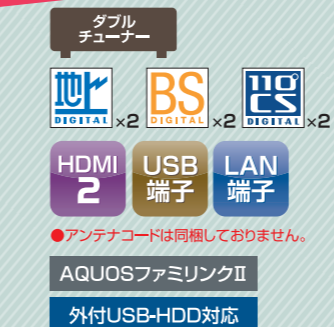 ダブル
チューナー
地上 DIGITAL ×2 BS DIGITAL ×2 110°CS DIGITAL ×2
HDMI 2
USB 端子
LAN 端子
●アンテナコードは同梱しておりません。
AQUOSファミリンクⅡ
外付USB-HDD対応